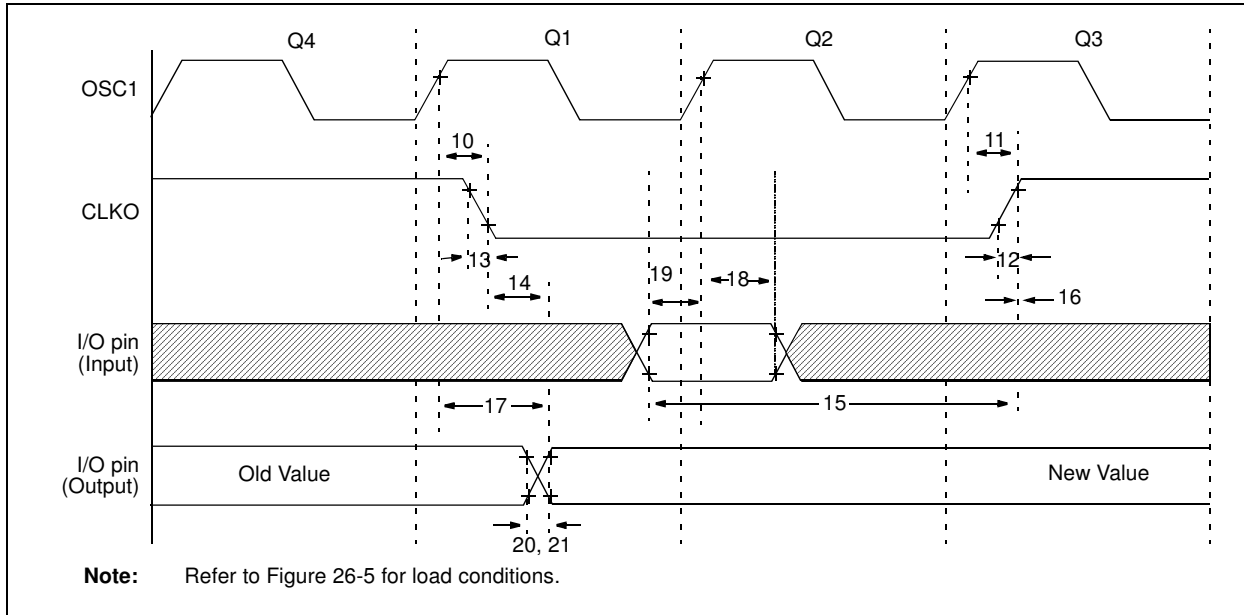 Q4 Q1 Q2 Q3
OSC1
10 11
CLKO
13 19 18 12
14 16
I/O pin
(Input)
17 15
I/O pin
(Output)
Old Value New Value
20, 21
Note: Refer to Figure 26-5 for load conditions.